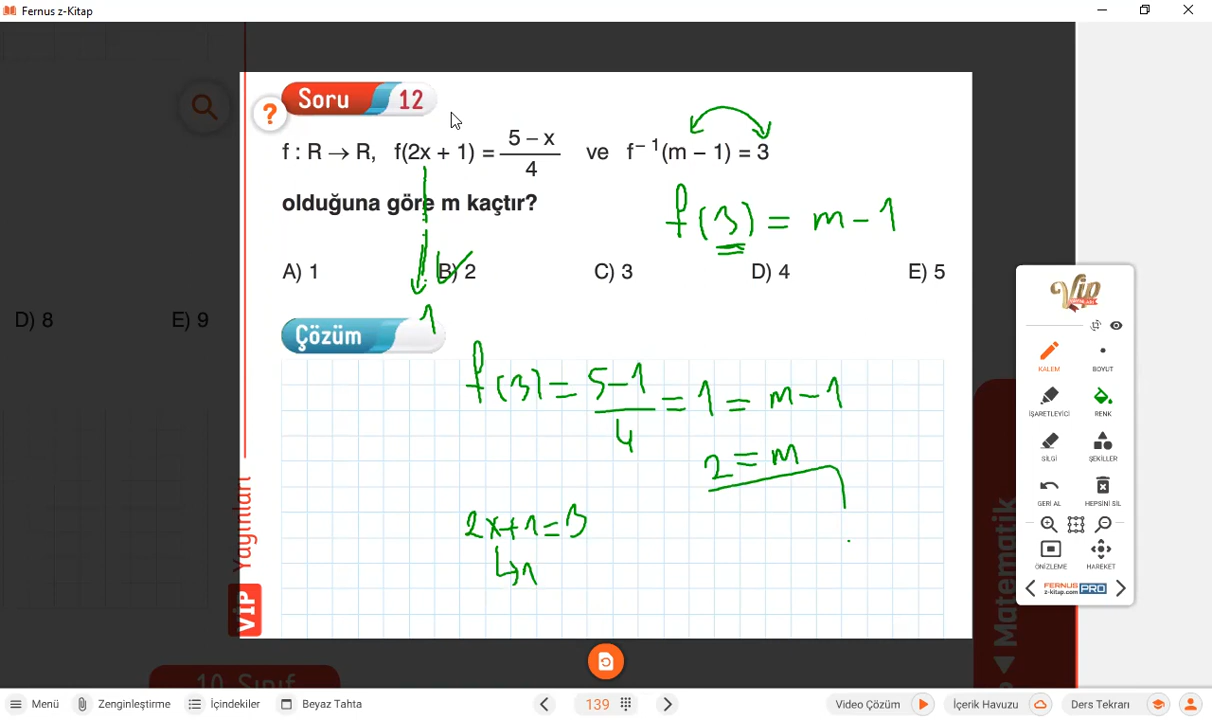 Fernus z-Kitap
Soru 12
?
f : R → R, f(2x + 1) = (5 – x)/4 ve f⁻¹(m – 1) = 3
olduğuna göre m kaçtır?
f(3) = m - 1
A) 1 B) 2 C) 3 D) 4 E) 5
1
D) 8 E) 9
Çözüm
f(3) = (5-1)/4 = 1 = m - 1
2 = m
2x+1=3
↳1
VİP Yayınları
Vip
KALEM
BOYUT
İŞARETLEYİCİ
RENK
SİLGİ
ŞEKİLLER
GERİ AL
HEPSİNİ SİL
ÖNİZLEME
HAREKET
FERNUS
z-kitap.com PRO
Matematik
10. Sınıf
Menü
Zenginleştirme
İçindekiler
Beyaz Tahta
139
Video Çözüm
İçerik Havuzu
Ders Tekrarı